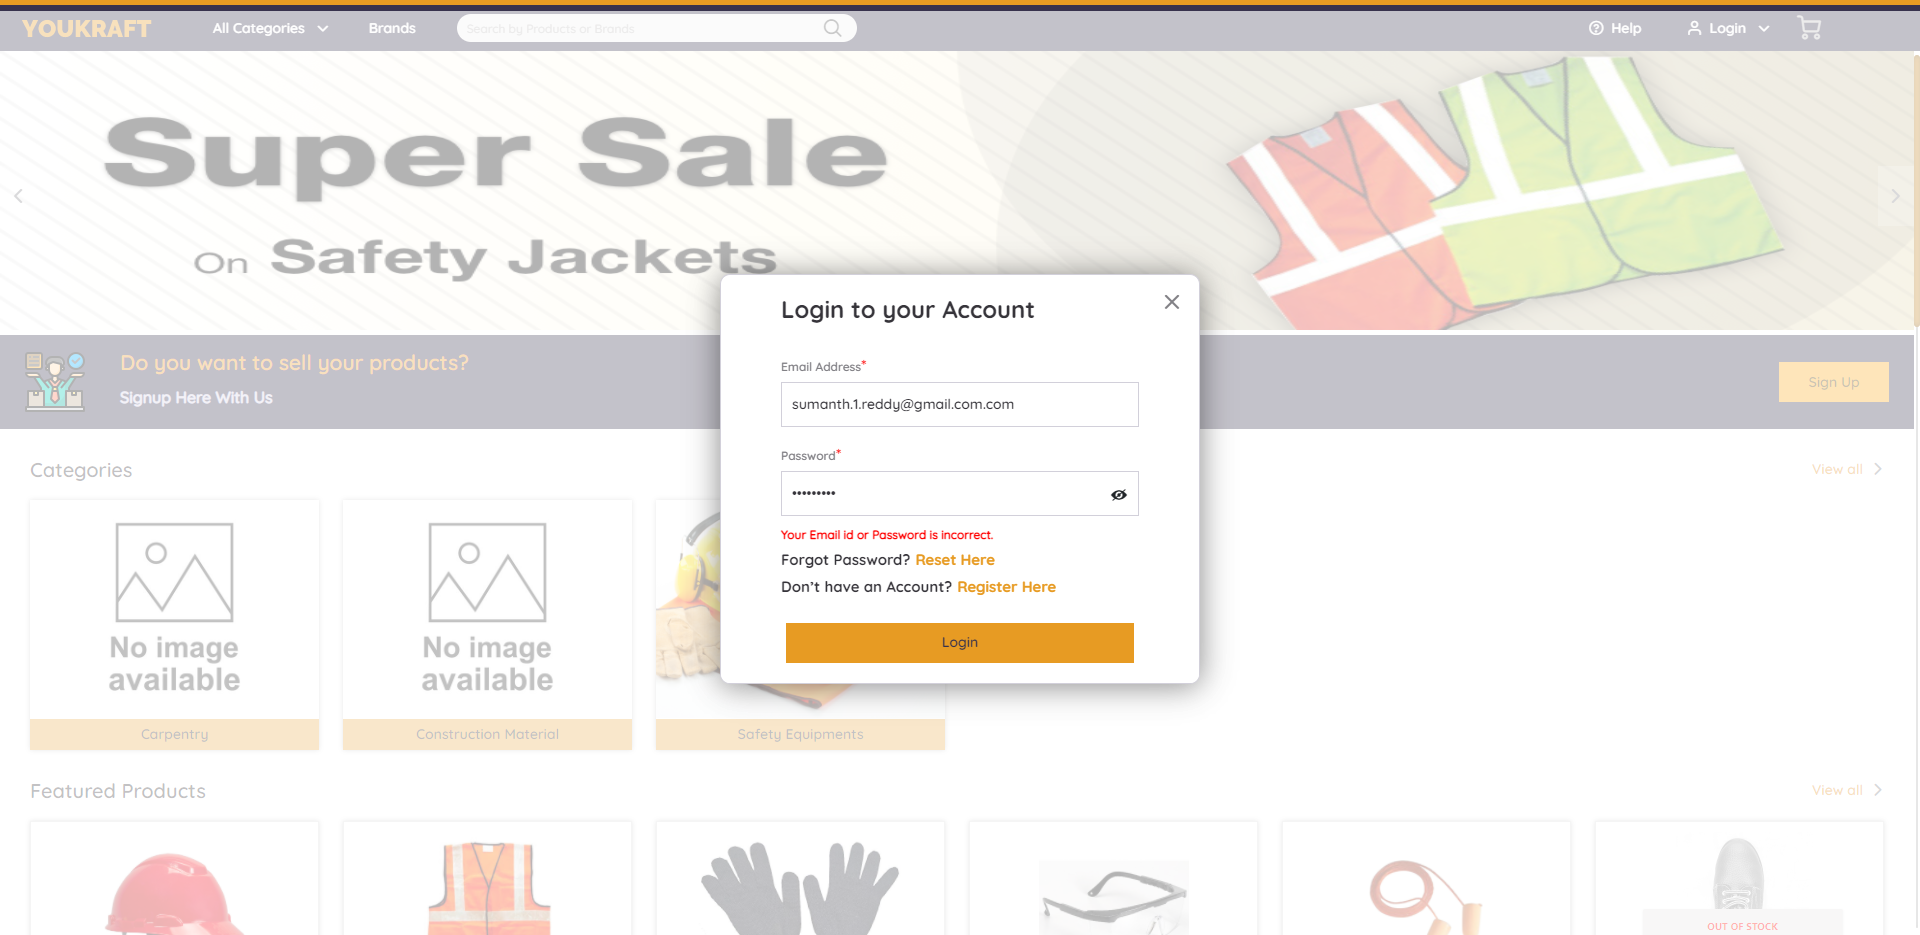 YOUKRAFT
All Categories
Brands
Search by Products or Brands
Help
Login
Super Sale
On Safety Jackets
Do you want to sell your products?
Signup Here With Us
Sign Up
Login to your Account
Email Address*
sumanth.1.reddy@gmail.com.com
Password*
•••••••••
Your Email id or Password is incorrect.
Forgot Password? Reset Here
Don't have an Account? Register Here
Login
Categories
View all
No image
available
Carpentry
No image
available
Construction Material
Safety Equipments
Featured Products
View all
OUT OF STOCK